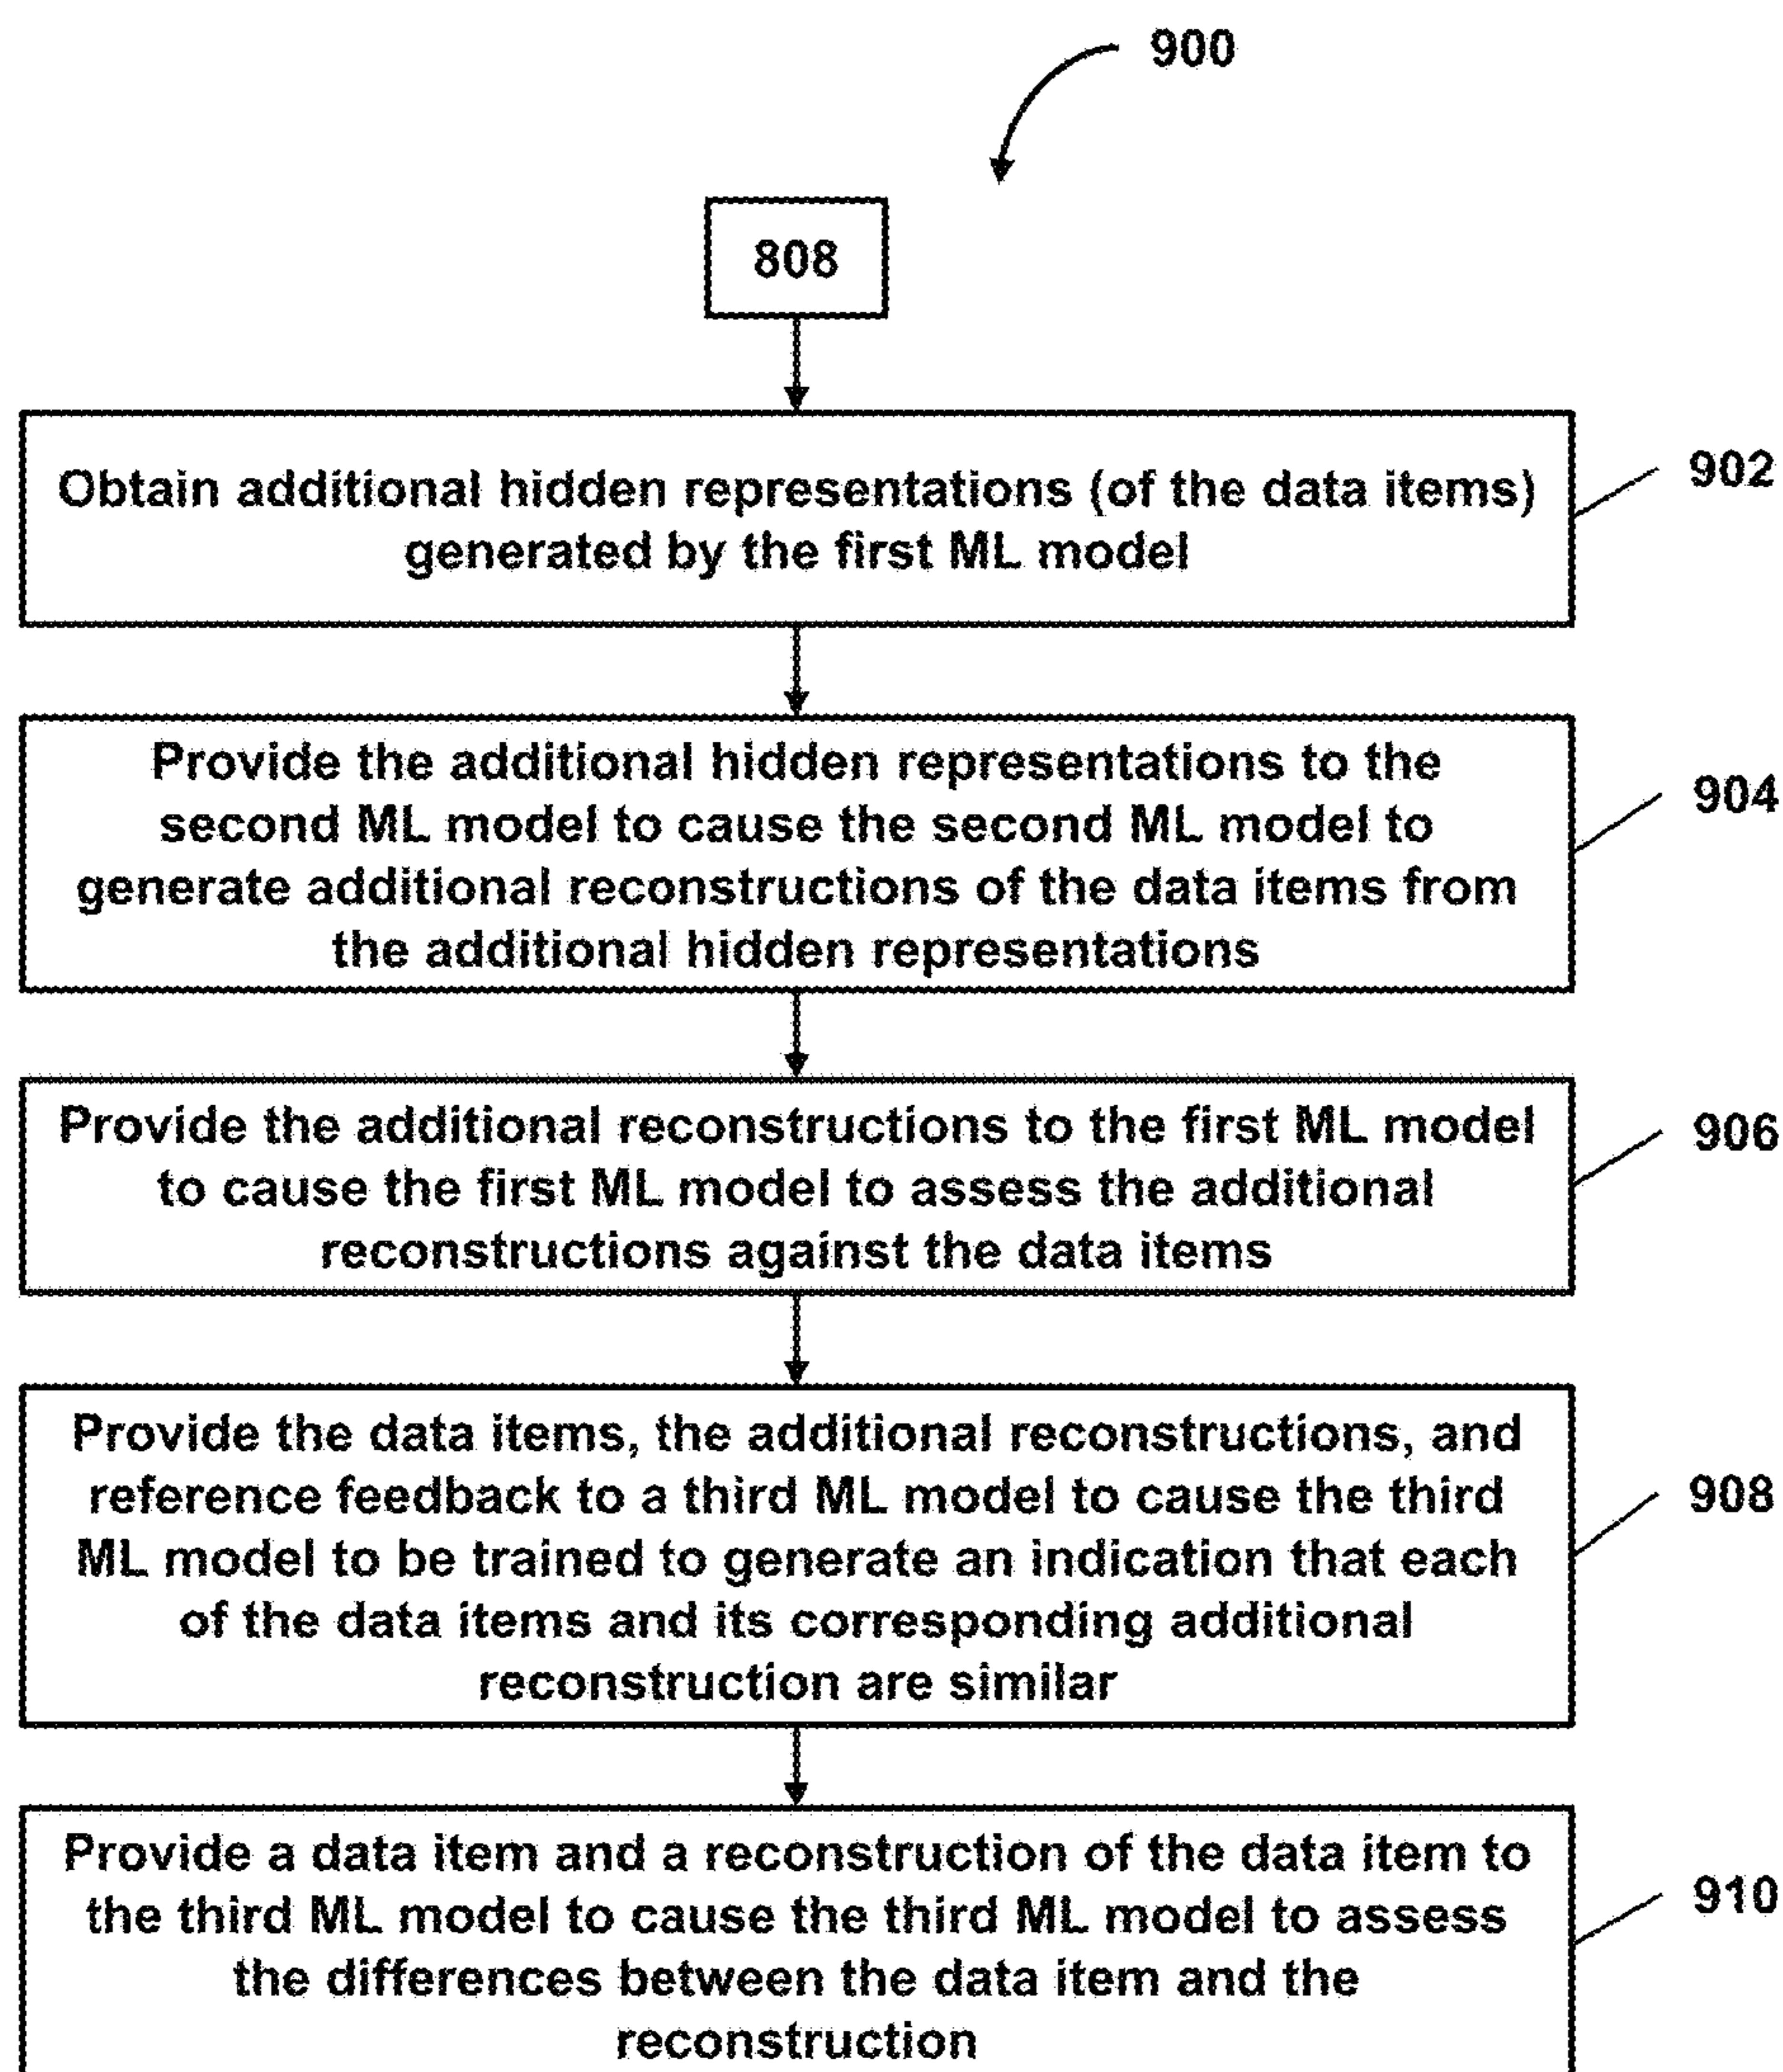 900
808
Obtain additional hidden representations (of the data items)
generated by the first ML model
902
Provide the additional hidden representations to the
second ML model to cause the second ML model to
generate additional reconstructions of the data items from
the additional hidden representations
904
Provide the additional reconstructions to the first ML model
to cause the first ML model to assess the additional
reconstructions against the data items
906
Provide the data items, the additional reconstructions, and
reference feedback to a third ML model to cause the third
ML model to be trained to generate an indication that each
of the data items and its corresponding additional
reconstruction are similar
908
Provide a data item and a reconstruction of the data item to
the third ML model to cause the third ML model to assess
the differences between the data item and the
reconstruction
910